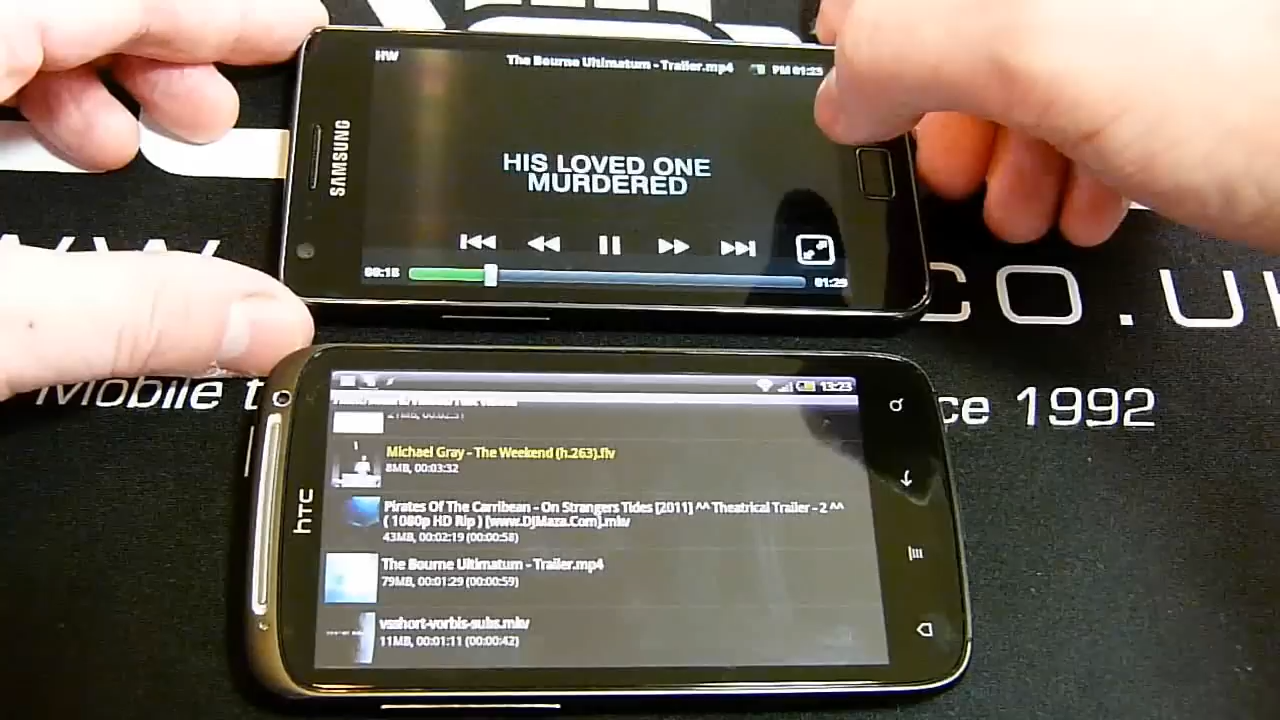 HW
The Bourne Ultimatum - Trailer.mp4
PM 01:23
SAMSUNG
HIS LOVED ONE
MURDERED
00:18
01:29
CO.U
Mobile t
ce 1992
13:23
21MB, 00:02:51
Michael Gray - The Weekend (h.263).flv
8MB, 00:03:32
Pirates Of The Carribean - On Strangers Tides [2011] ^^ Theatrical Trailer - 2 ^^
( 1080p HD Rip ) [www.DjMaza.Com].mkv
43MB, 00:02:19 (00:00:58)
The Bourne Ultimatum - Trailer.mp4
79MB, 00:01:29 (00:00:59)
vsshort-vorbis-subs.mkv
11MB, 00:01:11 (00:00:42)
hTC